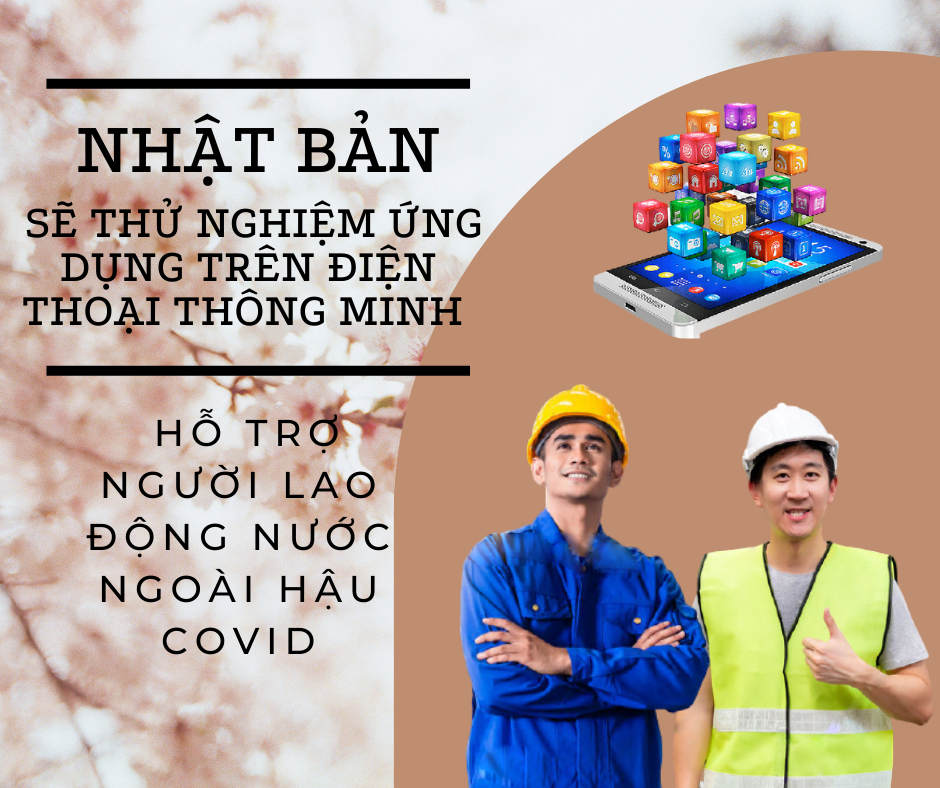 NHẬT BẢN
SẼ THỬ NGHIỆM ỨNG
DỤNG TRÊN ĐIỆN
THOẠI THÔNG MINH
HỖ TRỢ
NGƯỜI LAO
ĐỘNG NƯỚC
NGOÀI HẬU
COVID